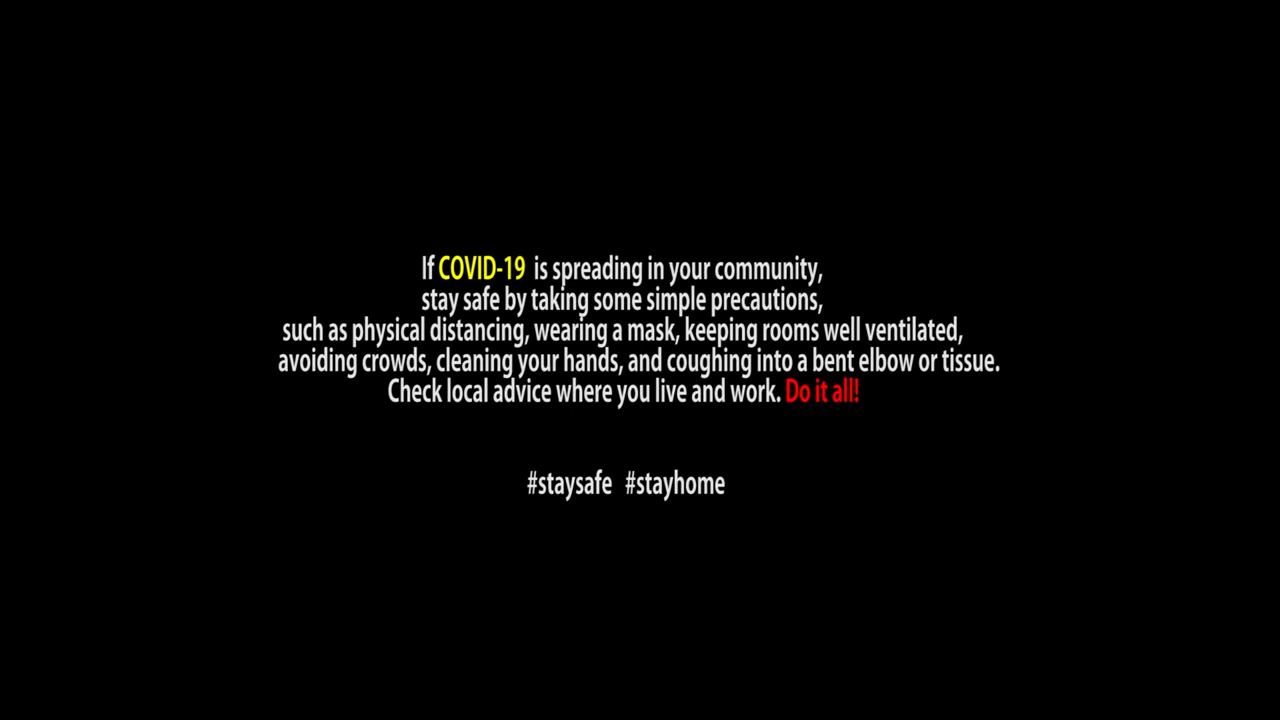 If COVID-19 is spreading in your community,
stay safe by taking some simple precautions,
such as physical distancing, wearing a mask, keeping rooms well ventilated,
avoiding crowds, cleaning your hands, and coughing into a bent elbow or tissue.
Check local advice where you live and work. Do it all!
#staysafe #stayhome